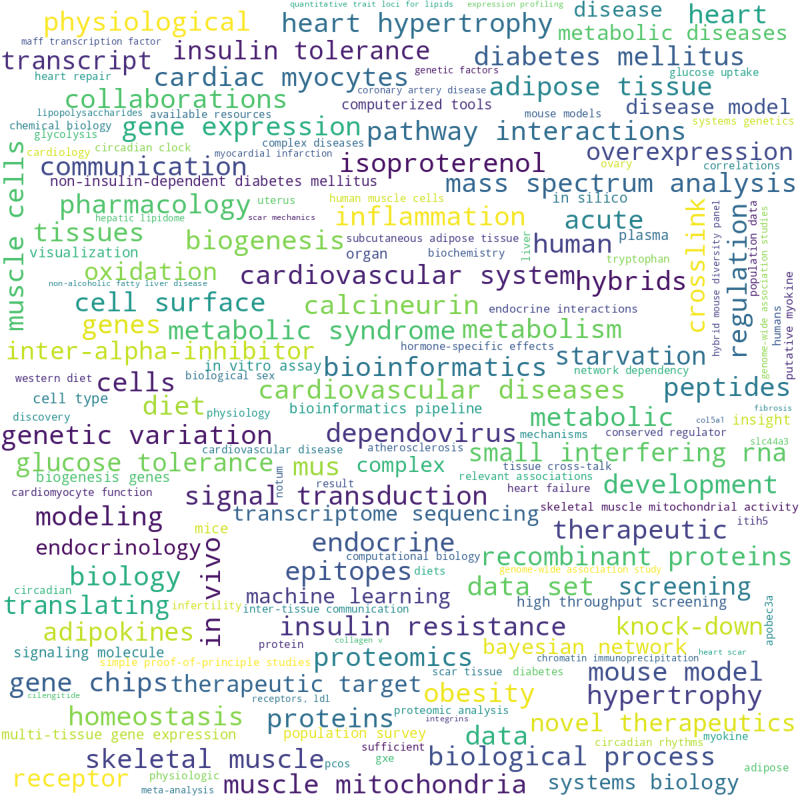 quantitative trait loci for lipids
expression profiling
physiological
heart hypertrophy
disease
heart
maff transcription factor
metabolic diseases
transcript
insulin tolerance
diabetes mellitus
heart repair
cardiac myocytes
genetic factors
adipose tissue
glucose uptake
collaborations
coronary artery disease
computerized tools
mouse models
disease model
lipopolysaccharides
available resources
chemical biology
gene expression
pathway interactions
systems genetics
glycolysis
circadian clock
complex diseases
cardiology
myocardial infarction
communication
isoproterenol
ovary
overexpression
correlations
non-insulin-dependent diabetes mellitus
mass spectrum analysis
muscle cells
pharmacology
uterus
human muscle cells
in silico
hepatic lipidome
scar mechanics
inflammation
acute
tissues
biogenesis
subcutaneous adipose tissue
liver
human
plasma
crosslink
hybrid mouse diversity panel
regulation
population data
genome-wide association studies
humans
putative myokine
visualization
organ
biochemistry
tryptophan
oxidation
cardiovascular system
hybrids
non-alcoholic fatty liver disease
cell surface
calcineurin
endocrine interactions
genes
metabolic syndrome
metabolism
inter-alpha-inhibitor
hormone-specific effects
in vitro assay
bioinformatics
starvation
network dependency
western diet
cells
biological sex
cardiovascular diseases
peptides
cell type
diet
discovery
physiology
bioinformatics pipeline
metabolic
col5a1
fibrosis
insight
genetic variation
dependovirus
mechanisms
conserved regulator
slc44a3
cardiovascular disease
atherosclerosis
small interfering rna
glucose tolerance
mus
complex
tissue cross-talk
biogenesis genes
relevant associations
cardiomyocyte function
notum
result
heart failure
development
signal transduction
skeletal muscle mitochondrial activity
modeling
transcriptome sequencing
itih5
mice
therapeutic
endocrinology
in vivo
endocrine
computational biology
recombinant proteins
biology
epitopes
diets
genome-wide association study
circadian
machine learning
data set
screening
translating
infertility
inter-tissue communication
high throughput screening
apobec3a
adipokines
insulin resistance
knock-down
signaling molecule
protein
collagen v
bayesian network
heart scar
simple proof-of-principle studies
proteomics
chromatin immunoprecipitation
gene chips
therapeutic target
scar tissue
diabetes
mouse model
cilengitide
receptors, ldl
obesity
hypertrophy
homeostasis
proteins
proteomic analysis
integrins
novel therapeutics
multi-tissue gene expression
population survey
data
circadian rhythms
myokine
skeletal muscle
sufficient
gxe
biological process
pcos
adipose
receptor
physiologic
muscle mitochondria
systems biology
meta-analysis